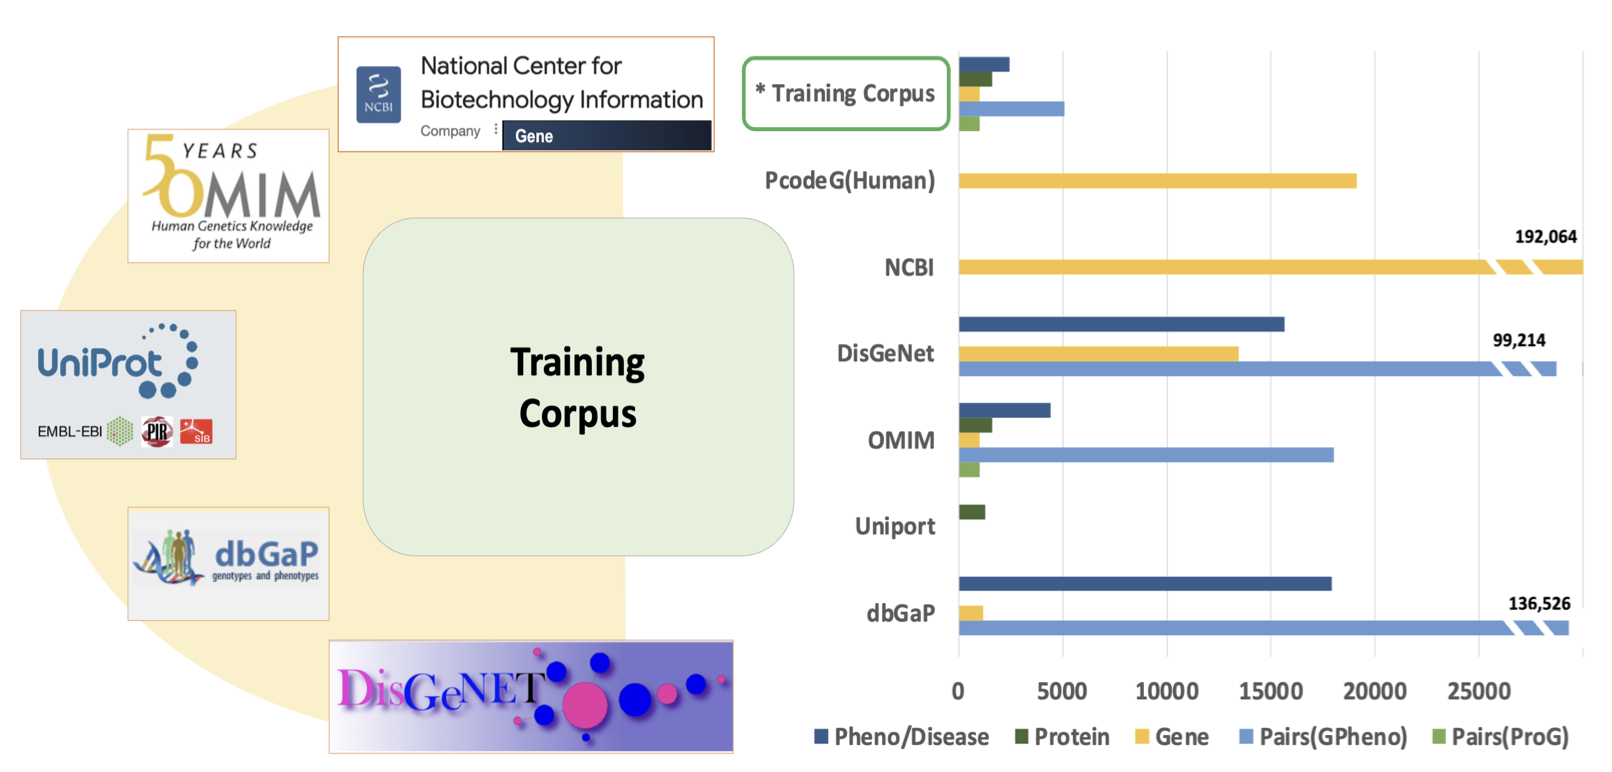 National Center for
Biotechnology Information
NCBI
Company
Gene
50 YEARS
OMIM
Human Genetics Knowledge
for the World
UniProt
EMBL-EBI
PIR
SIB
dbGaP
genotypes and phenotypes
DisGeNET
Training
Corpus
* Training Corpus
PcodeG(Human)
192,064
NCBI
99,214
DisGeNet
OMIM
Uniport
136,526
dbGaP
0 5000 10000 15000 20000 25000
Pheno/Disease Protein Gene Pairs(GPheno) Pairs(ProG)